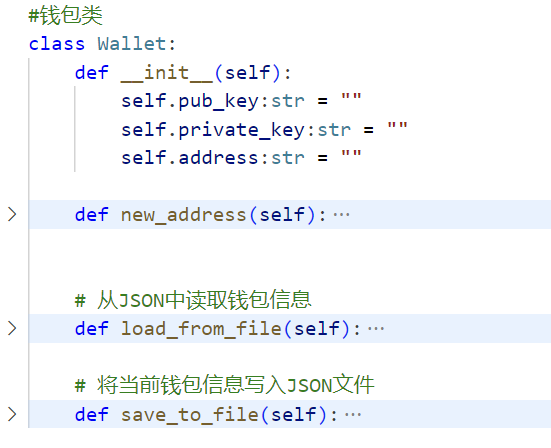 #钱包类
class Wallet:
def __init__(self):
self.pub_key:str = ""
self.private_key:str = ""
self.address:str = ""
def new_address(self):···
# 从JSON中读取钱包信息
def load_from_file(self):···
# 将当前钱包信息写入JSON文件
def save_to_file(self):···